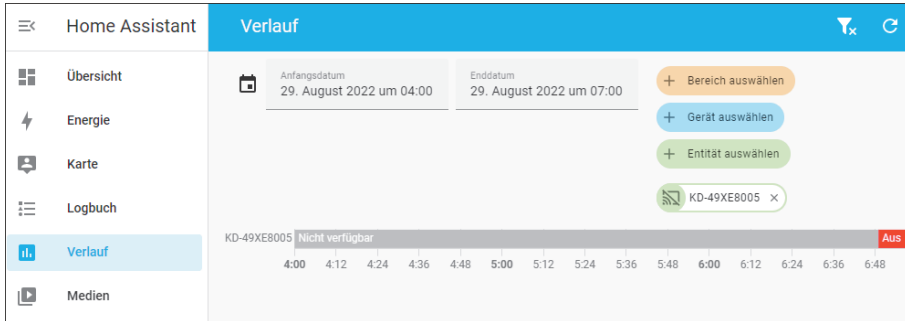 Home Assistant
Verlauf
Übersicht
Energie
Karte
Logbuch
Verlauf
Medien
Anfangsdatum
29. August 2022 um 04:00
Enddatum
29. August 2022 um 07:00
+ Bereich auswählen
+ Gerät auswählen
+ Entität auswählen
KD-49XE8005 ×
KD-49XE8005 Nicht verfügbar Aus
4:00 4:12 4:24 4:36 4:48 5:00 5:12 5:24 5:36 5:48 6:00 6:12 6:24 6:36 6:48